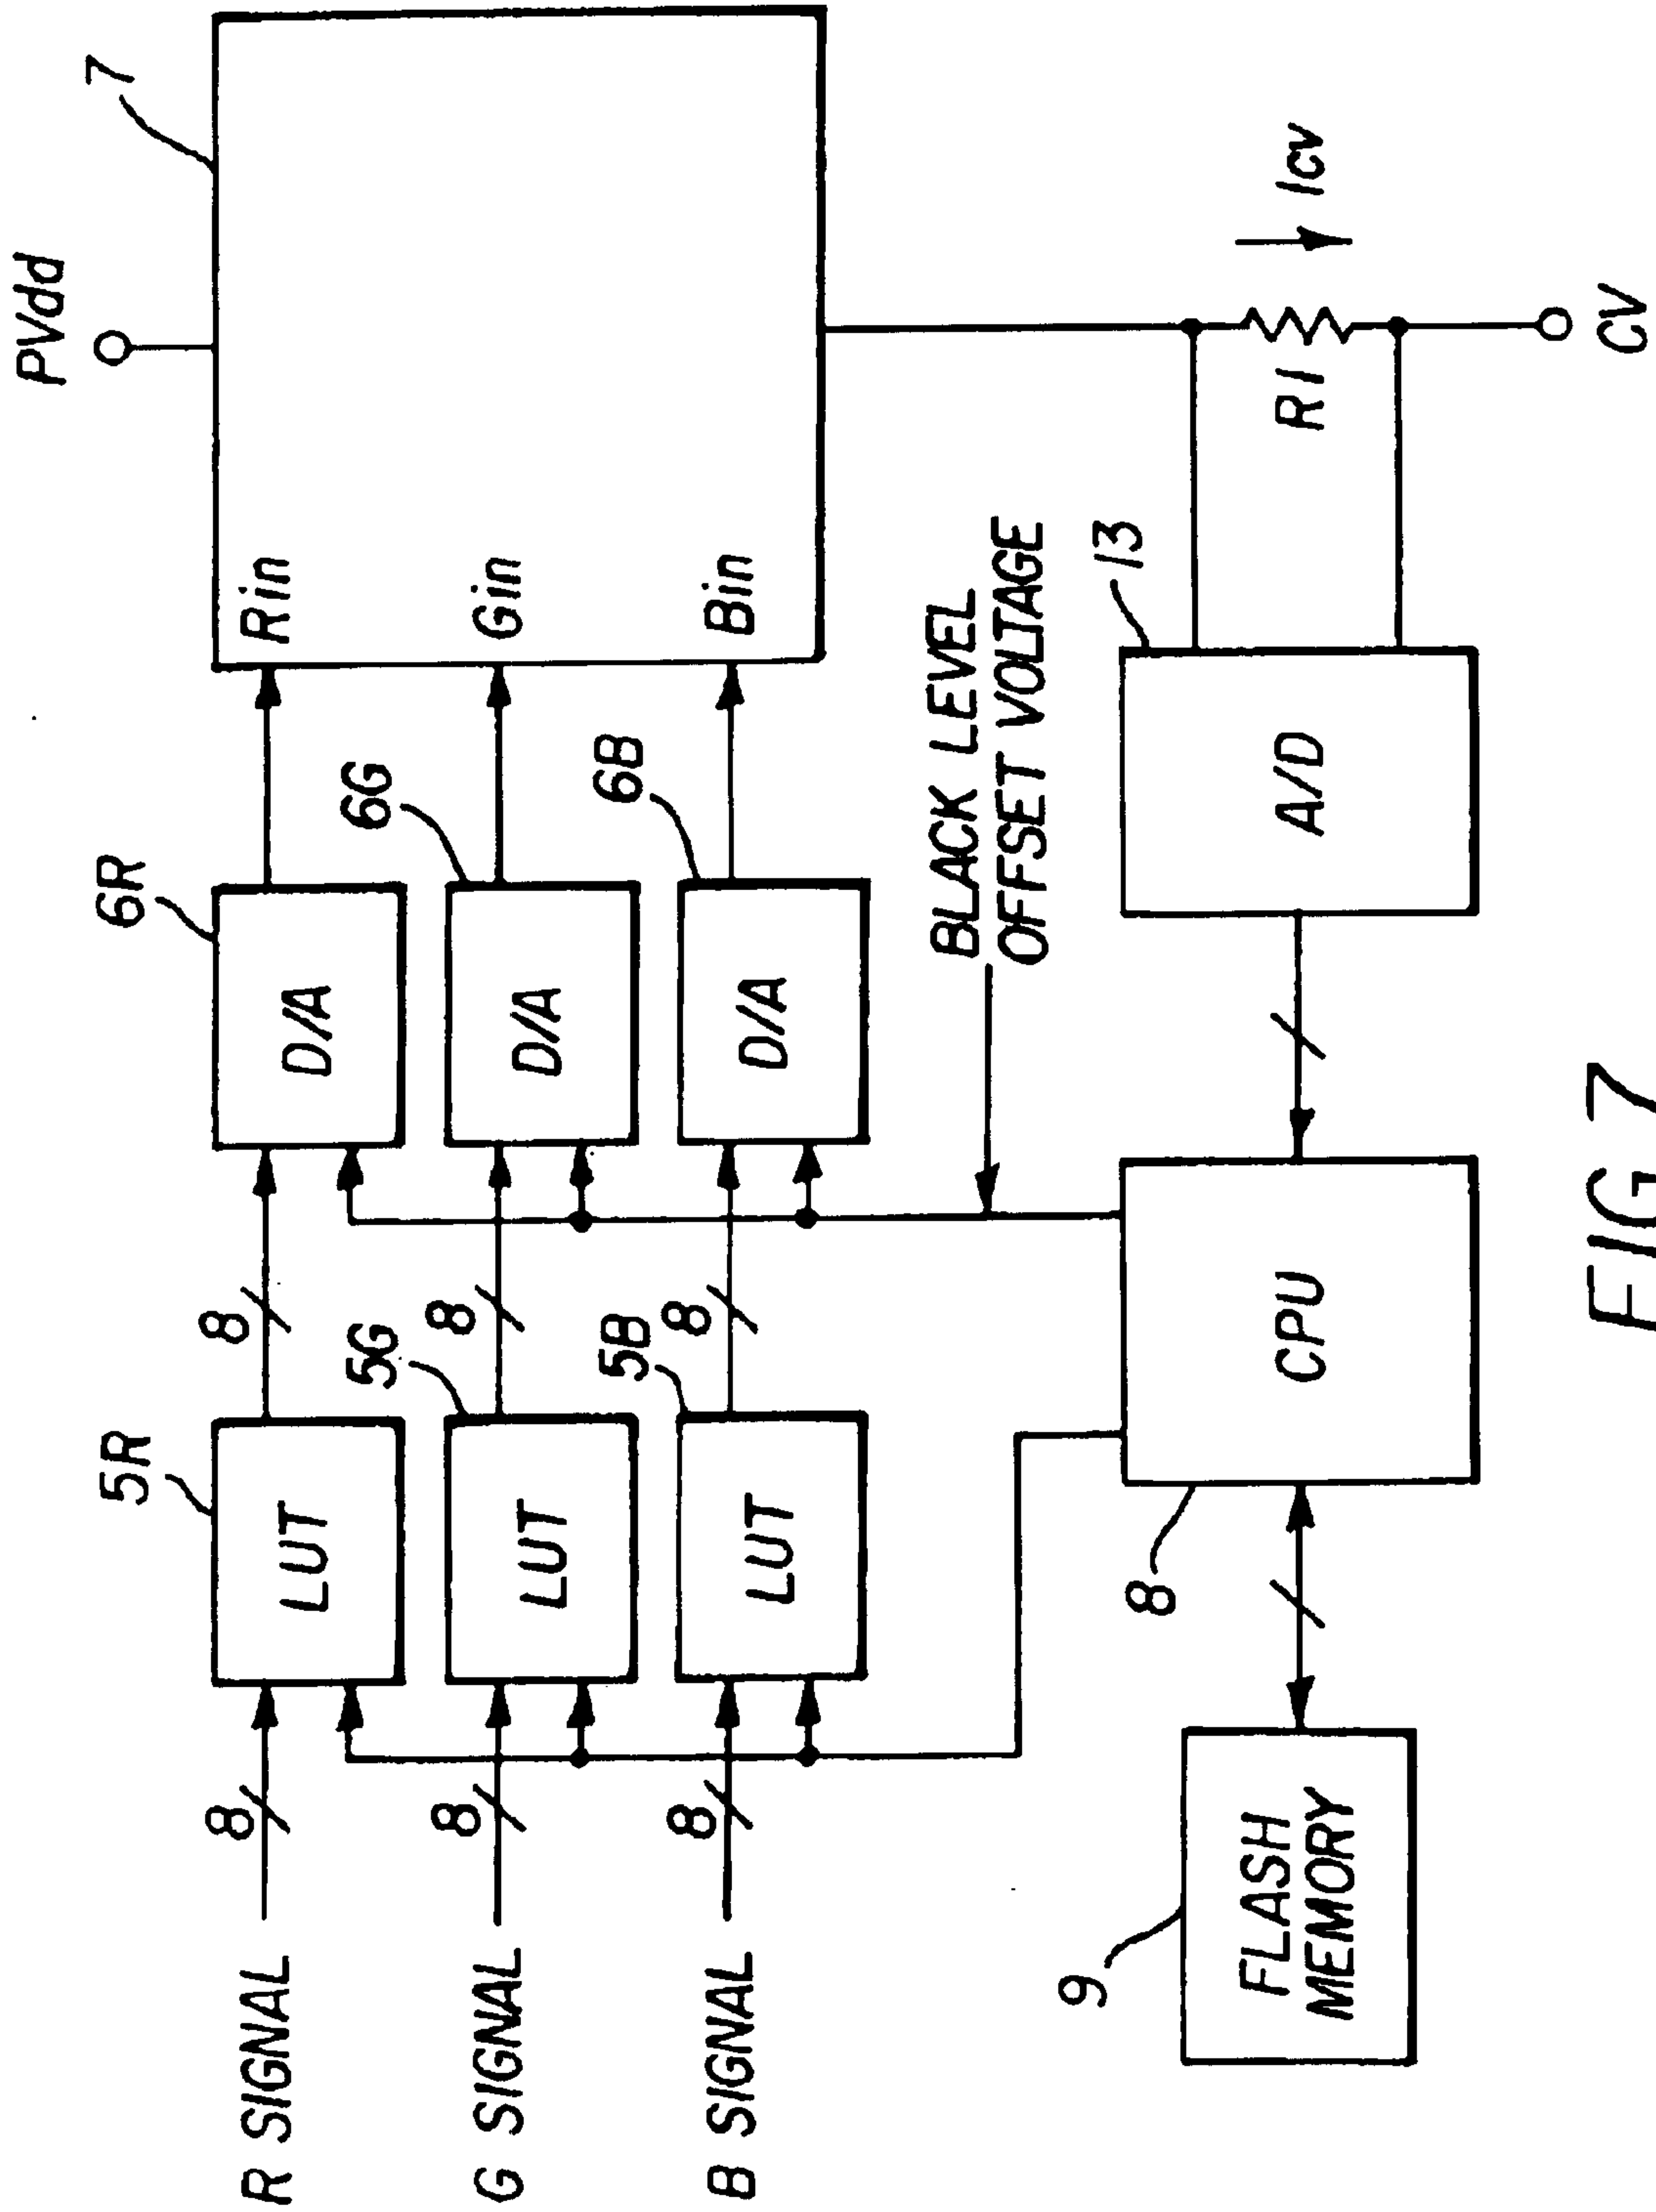 PVdd
7
6R
5R
R SIGNAL
8
LUT
8
D/A
Rin
6G
5G
G SIGNAL
8
LUT
8
D/A
Gin
6B
5B
B SIGNAL
8
LUT
8
D/A
Bin
BLACK LEVEL
OFFSET VOLTAGE
9
FLASH
MEMORY
8
CPU
13
A/D
R1
Icv
CV
FIG 7